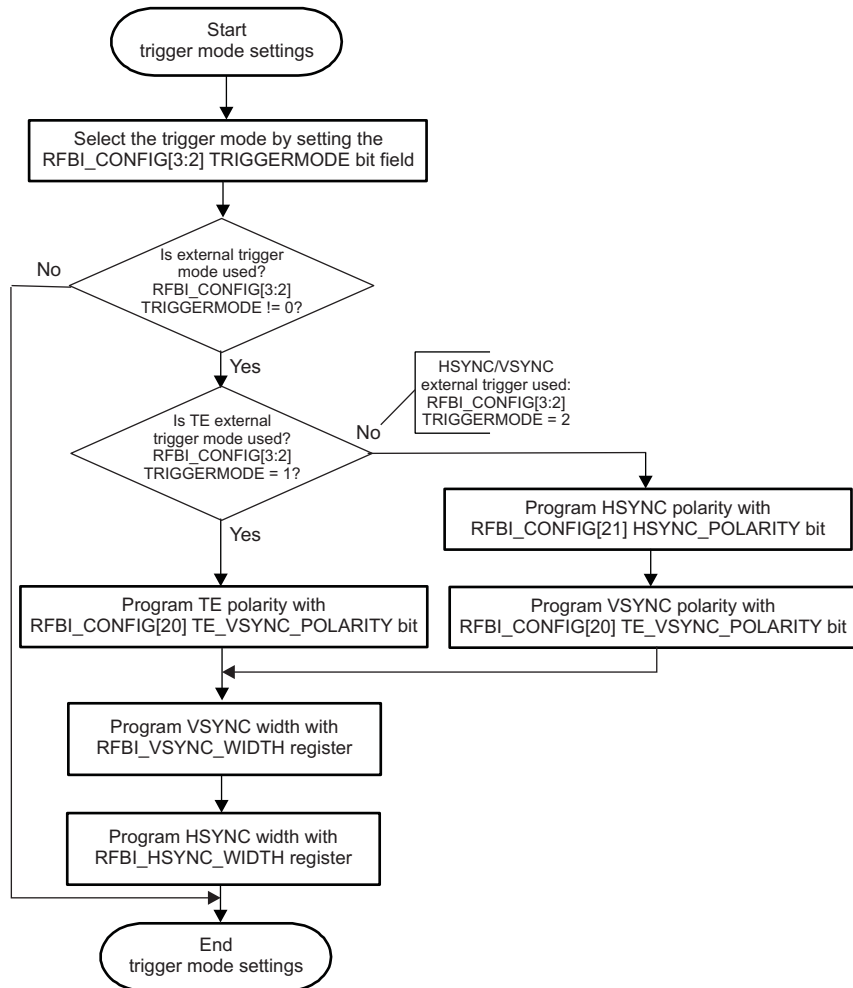 Start
trigger mode settings
Select the trigger mode by setting the
RFBI_CONFIG[3:2] TRIGGERMODE bit field
No
Is external trigger
mode used?
RFBI_CONFIG[3:2]
TRIGGERMODE != 0?
Yes
HSYNC/VSYNC
external trigger used:
RFBI_CONFIG[3:2]
TRIGGERMODE = 2
Is TE external
trigger mode used?
RFBI_CONFIG[3:2]
TRIGGERMODE = 1?
No
Yes
Program HSYNC polarity with
RFBI_CONFIG[21] HSYNC_POLARITY bit
Program TE polarity with
RFBI_CONFIG[20] TE_VSYNC_POLARITY bit
Program VSYNC polarity with
RFBI_CONFIG[20] TE_VSYNC_POLARITY bit
Program VSYNC width with
RFBI_VSYNC_WIDTH register
Program HSYNC width with
RFBI_HSYNC_WIDTH register
End
trigger mode settings